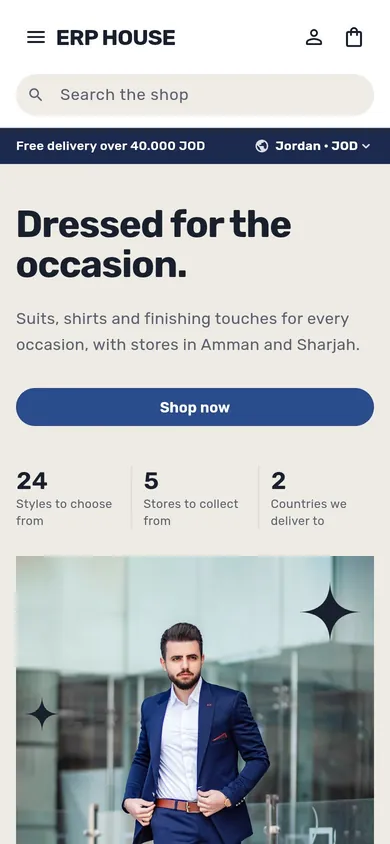 ERP HOUSE
Search the shop
Free delivery over 40.000 JOD
Jordan • JOD
Dressed for the
occasion.
Suits, shirts and finishing touches for every
occasion, with stores in Amman and Sharjah.
Shop now
24
Styles to choose
from
5
Stores to collect
from
2
Countries we
deliver to